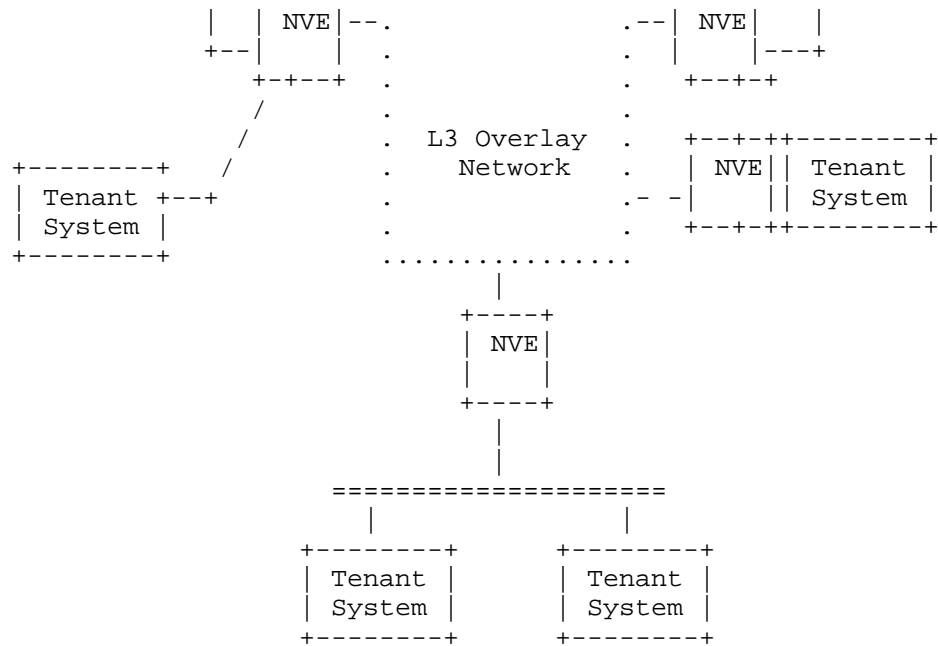 NVE NVE
L3 Overlay
Network NVE Tenant
Tenant System
System
NVE
Tenant Tenant
System System